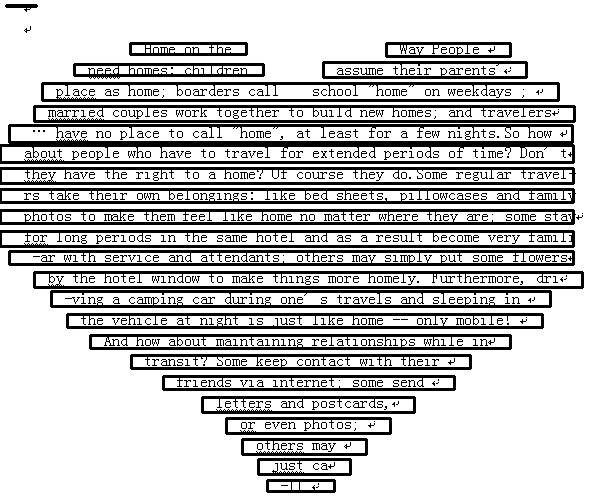 Home on the Way People
need homes: children assume their parents'
place as home; boarders call school "home" on weekdays ;
married couples work together to build new homes; and travelers
... have no place to call "home", at least for a few nights.So how
about people who have to travel for extended periods of time? Don't
they have the right to a home? Of course they do.Some regular travel-
rs take their own belongings: like bed sheets, pillowcases and family
photos to make them feel like home no matter where they are; some stay
for long periods in the same hotel and as a result become very famili
-ar with service and attendants; others may simply put some flowers
by the hotel window to make things more homely. Furthermore, dri
-ving a camping car during one's travels and sleeping in
the vehicle at night is just like home -- only mobile!
And how about maintaining relationships while in
transit? Some keep contact with their
friends via internet; some send
letters and postcards,
or even photos;
others may
just ca
-ll